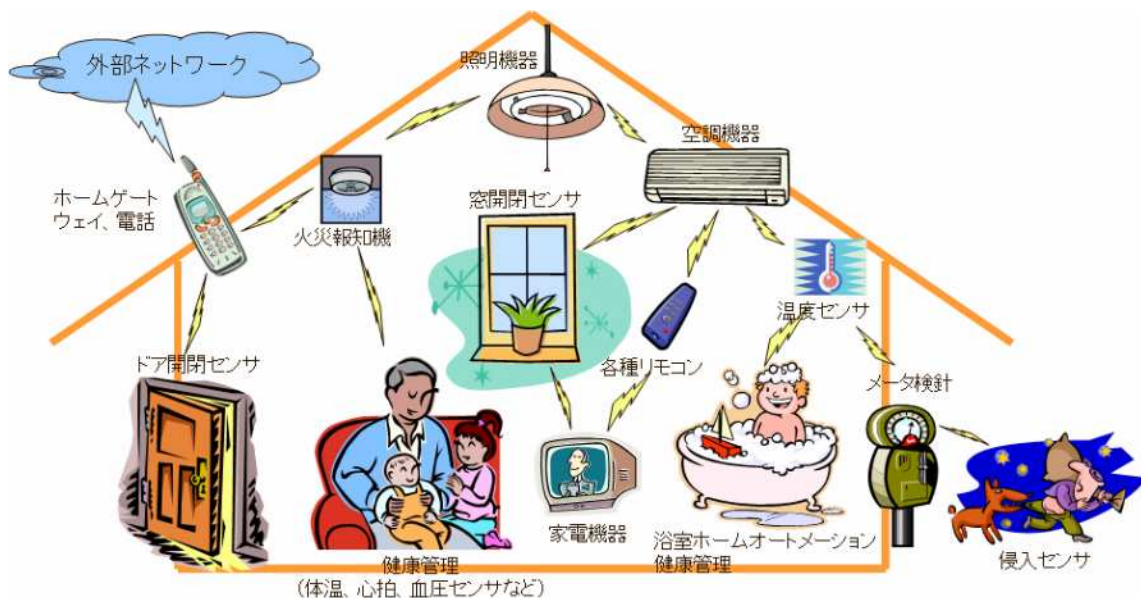 外部ネットワーク
照明機器
空調機器
ホームゲート
ウェイ、電話
火災報知機
窓開閉センサ
温度センサ
ドア開閉センサ
各種リモコン
メータ検針
家電機器
浴室ホームオートメーション
健康管理
健康管理
(体温、心拍、血圧センサなど)
侵入センサ